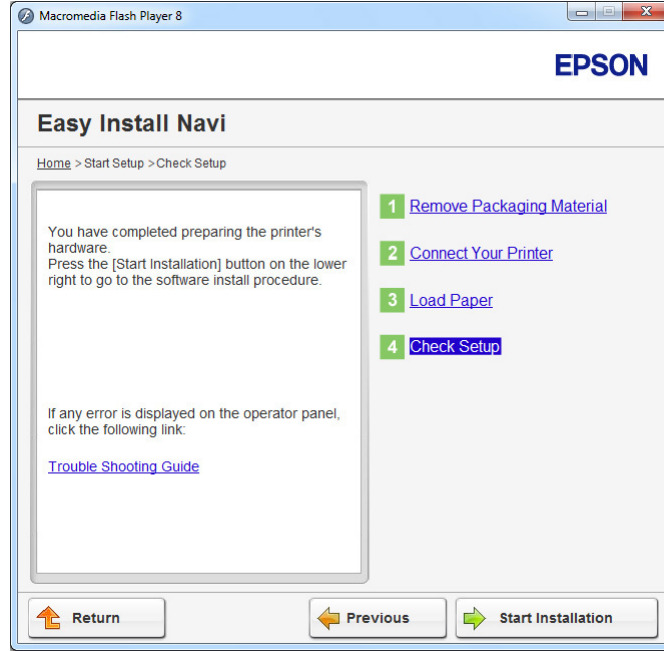 Macromedia Flash Player 8
EPSON
Easy Install Navi
Home > Start Setup >Check Setup
You have completed preparing the printer's
hardware.
Press the [Start Installation] button on the lower
right to go to the software install procedure.
If any error is displayed on the operator panel,
click the following link:
Trouble Shooting Guide
1 Remove Packaging Material
2 Connect Your Printer
3 Load Paper
4 Check Setup
Return
Previous
Start Installation